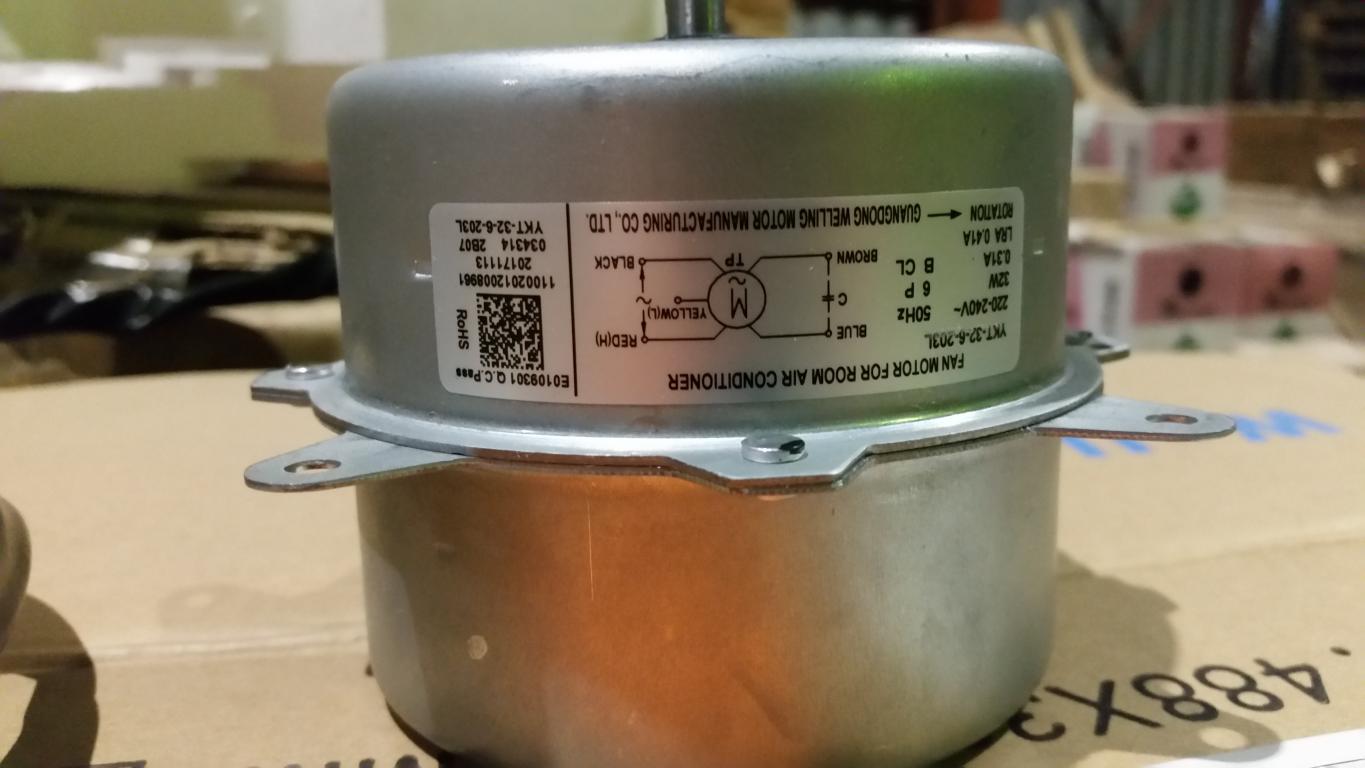 FAN MOTOR FOR ROOM AIR CONDITIONER
YKT-32-6-203L
220-240V~ 50Hz
32W 6 P
0.31A B CL
LRA 0.41A
ROTATION
BLUE
C
BROWN
M
~
TP
RED(H)
YELLOW(L)
~
BLACK
GUANGDONG WELLING MOTOR MANUFACTURING CO., LTD.
E0109301 Q.C.Pass
RoHS
11002012008961
20171113
034314 2B07
YKT-32-6-203L
.488X3